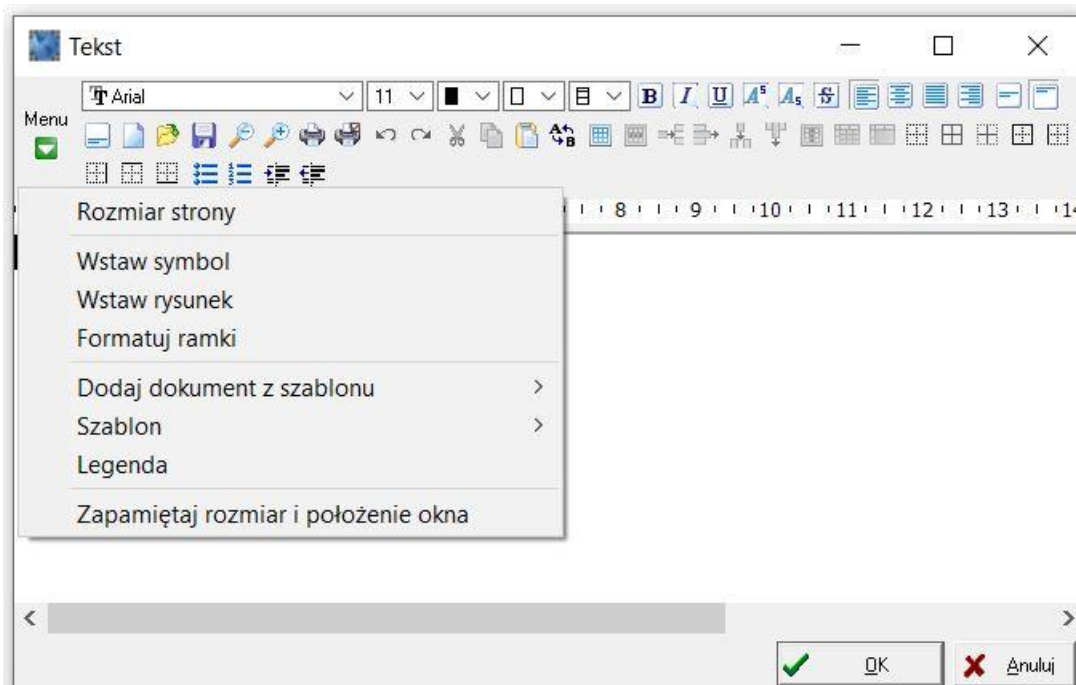 Tekst
Arial 11 B I U A S A S S
Menu
Rozmiar strony
8 9 10 11 12 13 14
Wstaw symbol
Wstaw rysunek
Formatuj ramki
Dodaj dokument z szablonu
Szablon
Legenda
Zapamiętaj rozmiar i położenie okna
OK Anuluj